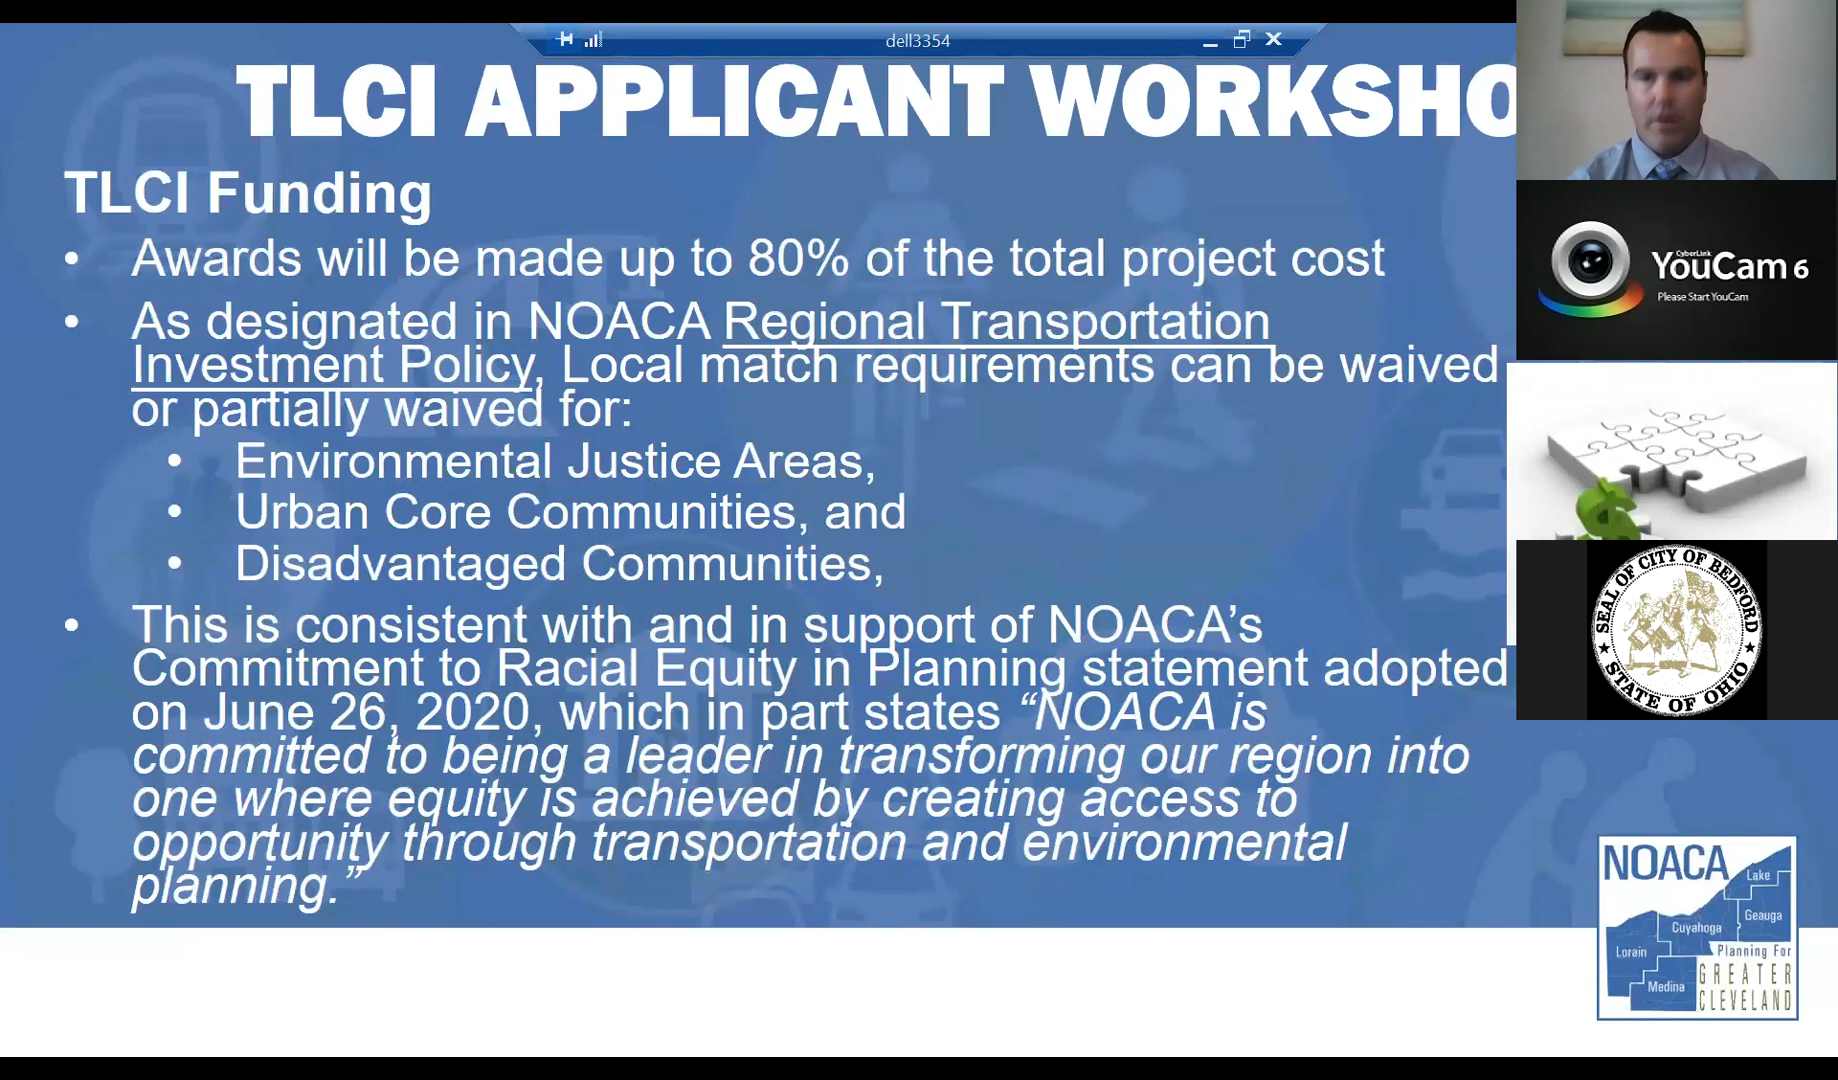 dell3354
TLCI APPLICANT WORKSHO
TLCI Funding
• Awards will be made up to 80% of the total project cost
• As designated in NOACA Regional Transportation
Investment Policy, Local match requirements can be waived
or partially waived for:
• Environmental Justice Areas,
• Urban Core Communities, and
• Disadvantaged Communities,
• This is consistent with and in support of NOACA’s
Commitment to Racial Equity in Planning statement adopted
on June 26, 2020, which in part states “NOACA is
committed to being a leader in transforming our region into
one where equity is achieved by creating access to
opportunity through transportation and environmental
planning.”
CyberLink
YouCam 6
Please Start YouCam
SEAL OF CITY OF BEDFORD
STATE OF OHIO
NOACA
Lake
Geauga
Cuyahoga
Lorain
Medina
Planning For
GREATER
CLEVELAND